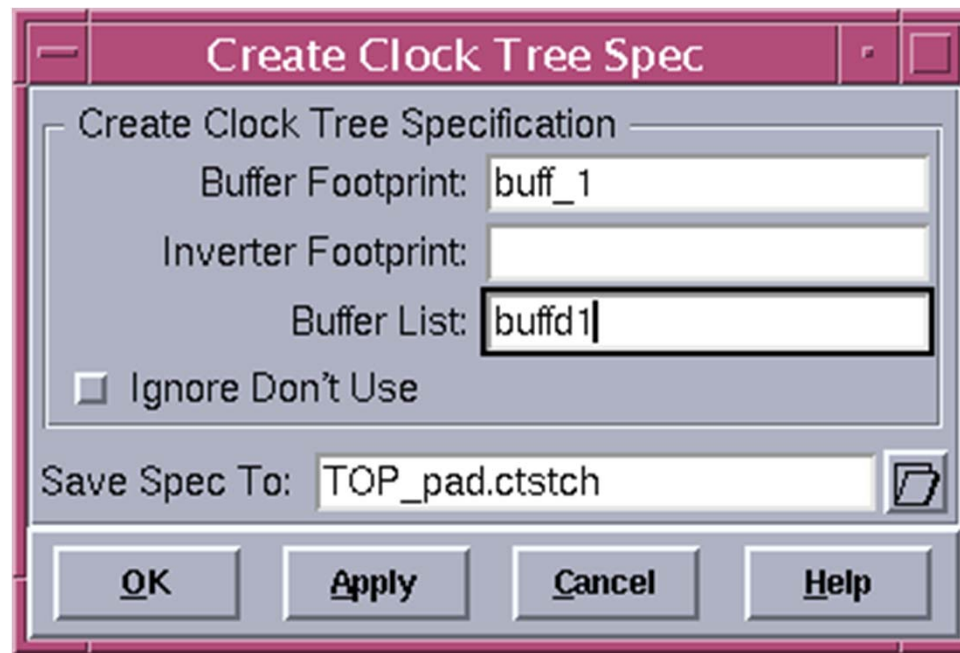 Create Clock Tree Spec
Create Clock Tree Specification
Buffer Footprint: buff_1
Inverter Footprint:
Buffer List: buffd1
Ignore Don't Use
Save Spec To: TOP_pad.ctstch
OK Apply Cancel Help